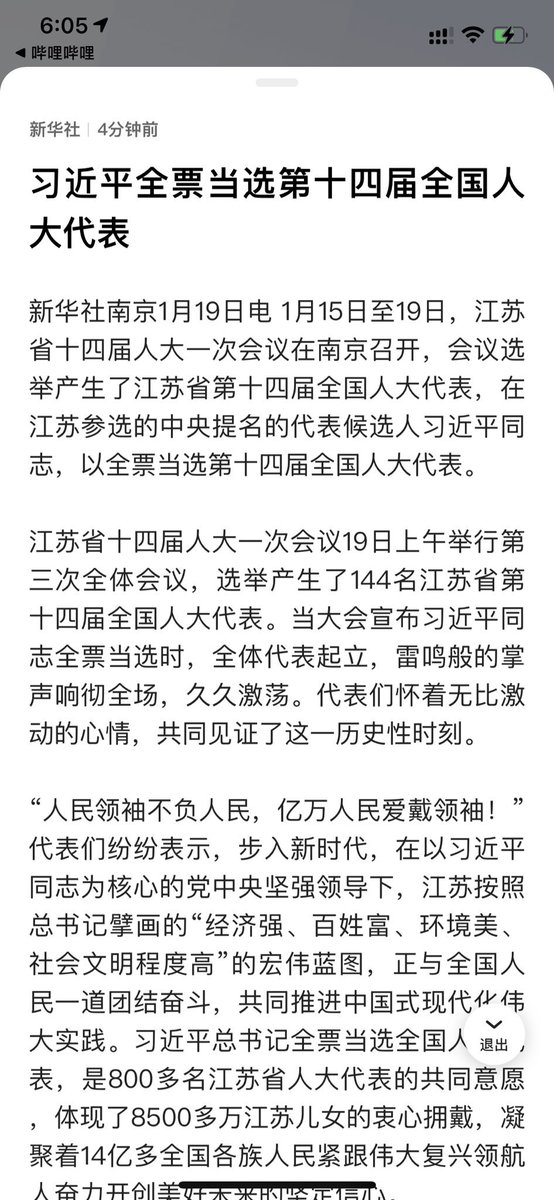 6:05
哔哩哔哩
新华社 | 4分钟前
习近平全票当选第十四届全国人
大代表
新华社南京1月19日电 1月15日至19日，江苏
省十四届人大一次会议在南京召开，会议选
举产生了江苏省第十四届全国人大代表，在
江苏参选的中央提名的代表候选人习近平同
志，以全票当选第十四届全国人大代表。
江苏省十四届人大一次会议19日上午举行第
三次全体会议，选举产生了144名江苏省第
十四届全国人大代表。当大会宣布习近平同
志全票当选时，全体代表起立，雷鸣般的掌
声响彻全场，久久激荡。代表们怀着无比激
动的心情，共同见证了这一历史性时刻。
“人民领袖不负人民，亿万人民爱戴领袖！”
代表们纷纷表示，步入新时代，在以习近平
同志为核心的党中央坚强领导下，江苏按照
总书记擘画的“经济强、百姓富、环境美、
社会文明程度高”的宏伟蓝图，正与全国人
民一道团结奋斗，共同推进中国式现代化伟
大实践。习近平总书记全票当选全国人
退出
表，是800多名江苏省人大代表的共同意愿
，体现了8500多万江苏儿女的衷心拥戴，凝
聚着14亿多全国各族人民紧跟伟大复兴领航
人奋力开创美好未来的坚定信心。